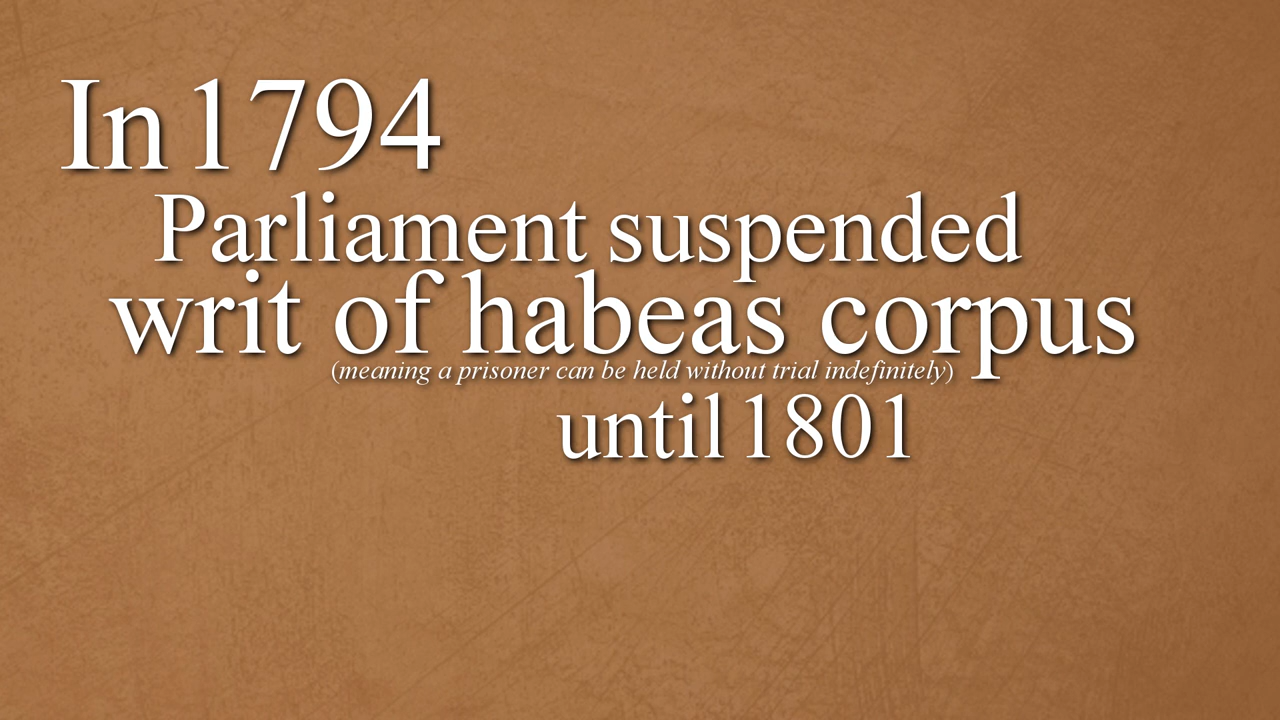 In 1794
Parliament suspended
writ of habeas corpus
(meaning a prisoner can be held without trial indefinitely)
until 1801